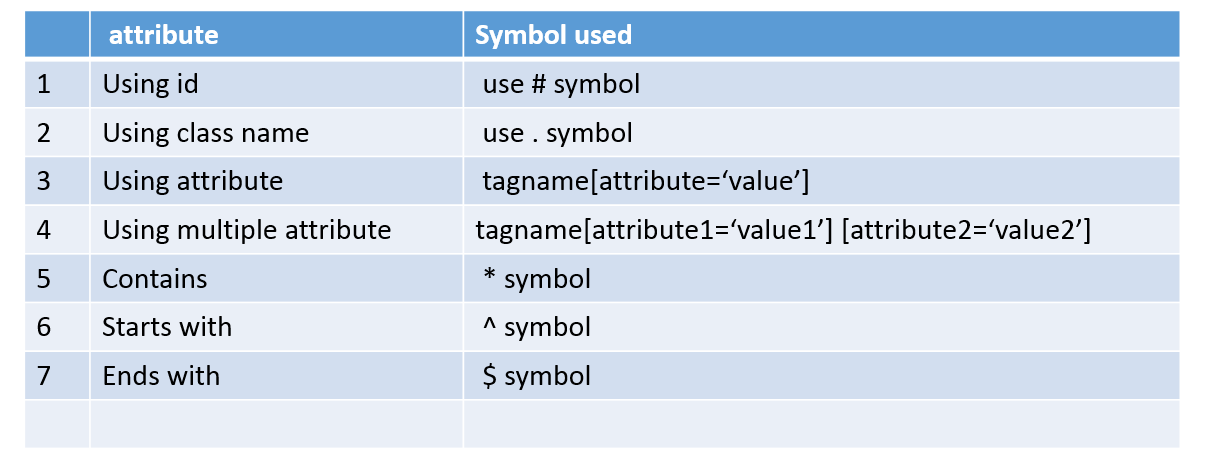 attribute Symbol used
1 Using id use # symbol
2 Using class name use . symbol
3 Using attribute tagname[attribute=‘value’]
4 Using multiple attribute tagname[attribute1=‘value1’] [attribute2=‘value2’]
5 Contains * symbol
6 Starts with ^ symbol
7 Ends with $ symbol